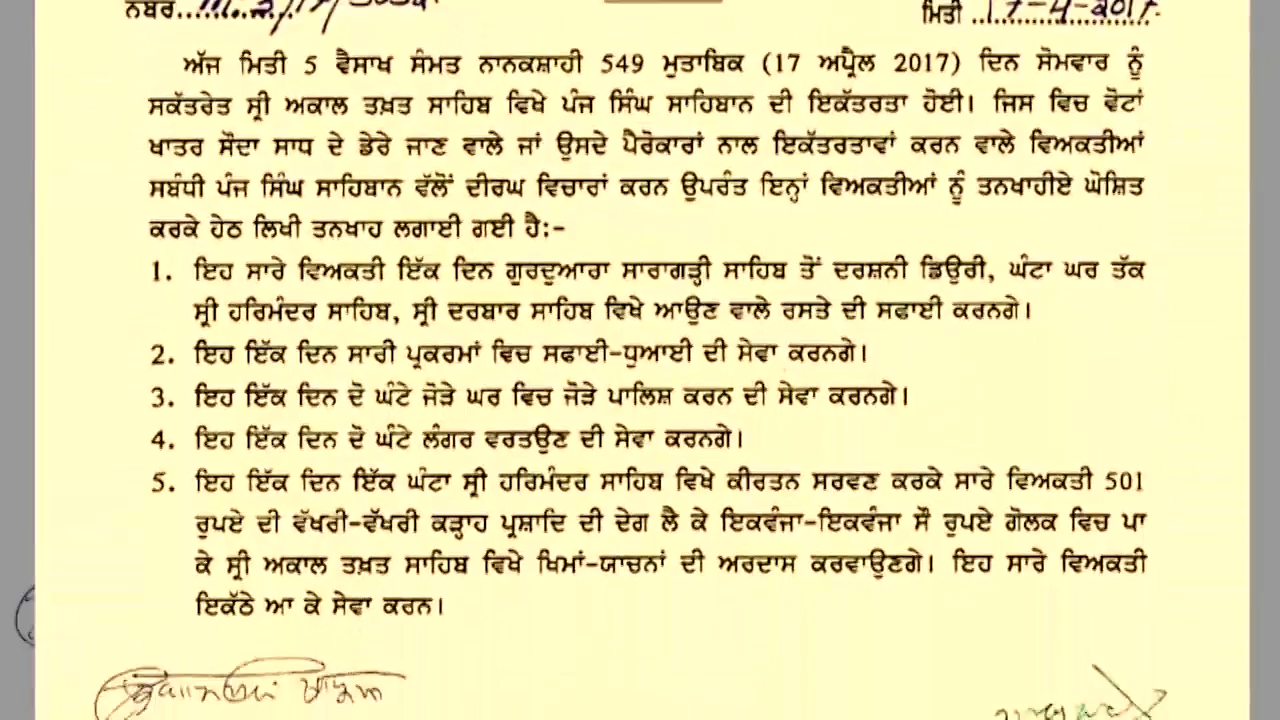 ਨੰਬਰ
ਮਿਤੀ 17-4-2017
ਅੱਜ ਮਿਤੀ 5 ਵੈਸਾਖ ਸੰਮਤ ਨਾਨਕਸ਼ਾਹੀ 549 ਮੁਤਾਬਿਕ (17 ਅਪ੍ਰੈਲ 2017) ਦਿਨ ਸੋਮਵਾਰ ਨੂੰ
ਸਕੱਤਰੇਤ ਸ੍ਰੀ ਅਕਾਲ ਤਖ਼ਤ ਸਾਹਿਬ ਵਿਖੇ ਪੰਜ ਸਿੰਘ ਸਾਹਿਬਾਨ ਦੀ ਇਕੱਤਰਤਾ ਹੋਈ। ਜਿਸ ਵਿਚ ਵੋਟਾਂ
ਖਾਤਰ ਸੌਦਾ ਸਾਧ ਦੇ ਡੇਰੇ ਜਾਣ ਵਾਲੇ ਜਾਂ ਉਸਦੇ ਪੈਰੋਕਾਰਾਂ ਨਾਲ ਇਕੱਤਰਤਾਵਾਂ ਕਰਨ ਵਾਲੇ ਵਿਅਕਤੀਆਂ
ਸਬੰਧੀ ਪੰਜ ਸਿੰਘ ਸਾਹਿਬਾਨ ਵੱਲੋਂ ਦੀਰਘ ਵਿਚਾਰਾਂ ਕਰਨ ਉਪਰੰਤ ਇਨ੍ਹਾਂ ਵਿਅਕਤੀਆਂ ਨੂੰ ਤਨਖਾਹੀਏ ਘੋਸ਼ਿਤ
ਕਰਕੇ ਹੇਠ ਲਿਖੀ ਤਨਖਾਹ ਲਗਾਈ ਗਈ ਹੈ:-
1. ਇਹ ਸਾਰੇ ਵਿਅਕਤੀ ਇੱਕ ਦਿਨ ਗੁਰਦੁਆਰਾ ਸਾਰਾਗੜ੍ਹੀ ਸਾਹਿਬ ਤੋਂ ਦਰਸ਼ਨੀ ਡਿਉਰੀ, ਘੰਟਾ ਘਰ ਤੱਕ
ਸ੍ਰੀ ਹਰਿਮੰਦਰ ਸਾਹਿਬ, ਸ੍ਰੀ ਦਰਬਾਰ ਸਾਹਿਬ ਵਿਖੇ ਆਉਣ ਵਾਲੇ ਰਸਤੇ ਦੀ ਸਫਾਈ ਕਰਨਗੇ।
2. ਇਹ ਇੱਕ ਦਿਨ ਸਾਰੀ ਪ੍ਰਕਰਮਾਂ ਵਿਚ ਸਫਾਈ-ਧੁਆਈ ਦੀ ਸੇਵਾ ਕਰਨਗੇ।
3. ਇਹ ਇੱਕ ਦਿਨ ਦੋ ਘੰਟੇ ਜੋੜੇ ਘਰ ਵਿਚ ਜੋੜੇ ਪਾਲਿਸ਼ ਕਰਨ ਦੀ ਸੇਵਾ ਕਰਨਗੇ।
4. ਇਹ ਇੱਕ ਦਿਨ ਦੋ ਘੰਟੇ ਲੰਗਰ ਵਰਤਉਣ ਦੀ ਸੇਵਾ ਕਰਨਗੇ।
5. ਇਹ ਇੱਕ ਦਿਨ ਇੱਕ ਘੰਟਾ ਸ੍ਰੀ ਹਰਿਮੰਦਰ ਸਾਹਿਬ ਵਿਖੇ ਕੀਰਤਨ ਸਰਵਣ ਕਰਕੇ ਸਾਰੇ ਵਿਅਕਤੀ 501
ਰੁਪਏ ਦੀ ਵੱਖਰੀ-ਵੱਖਰੀ ਕੜਾਹ ਪ੍ਰਸ਼ਾਦਿ ਦੀ ਦੇਗ ਲੈ ਕੇ ਇਕਵੰਜਾ-ਇਕਵੰਜਾ ਸੌ ਰੁਪਏ ਗੋਲਕ ਵਿਚ ਪਾ
ਕੇ ਸ੍ਰੀ ਅਕਾਲ ਤਖ਼ਤ ਸਾਹਿਬ ਵਿਖੇ ਖਿਮਾਂ-ਯਾਚਨਾਂ ਦੀ ਅਰਦਾਸ ਕਰਵਾਉਣਗੇ। ਇਹ ਸਾਰੇ ਵਿਅਕਤੀ
ਇਕੱਠੇ ਆ ਕੇ ਸੇਵਾ ਕਰਨ।